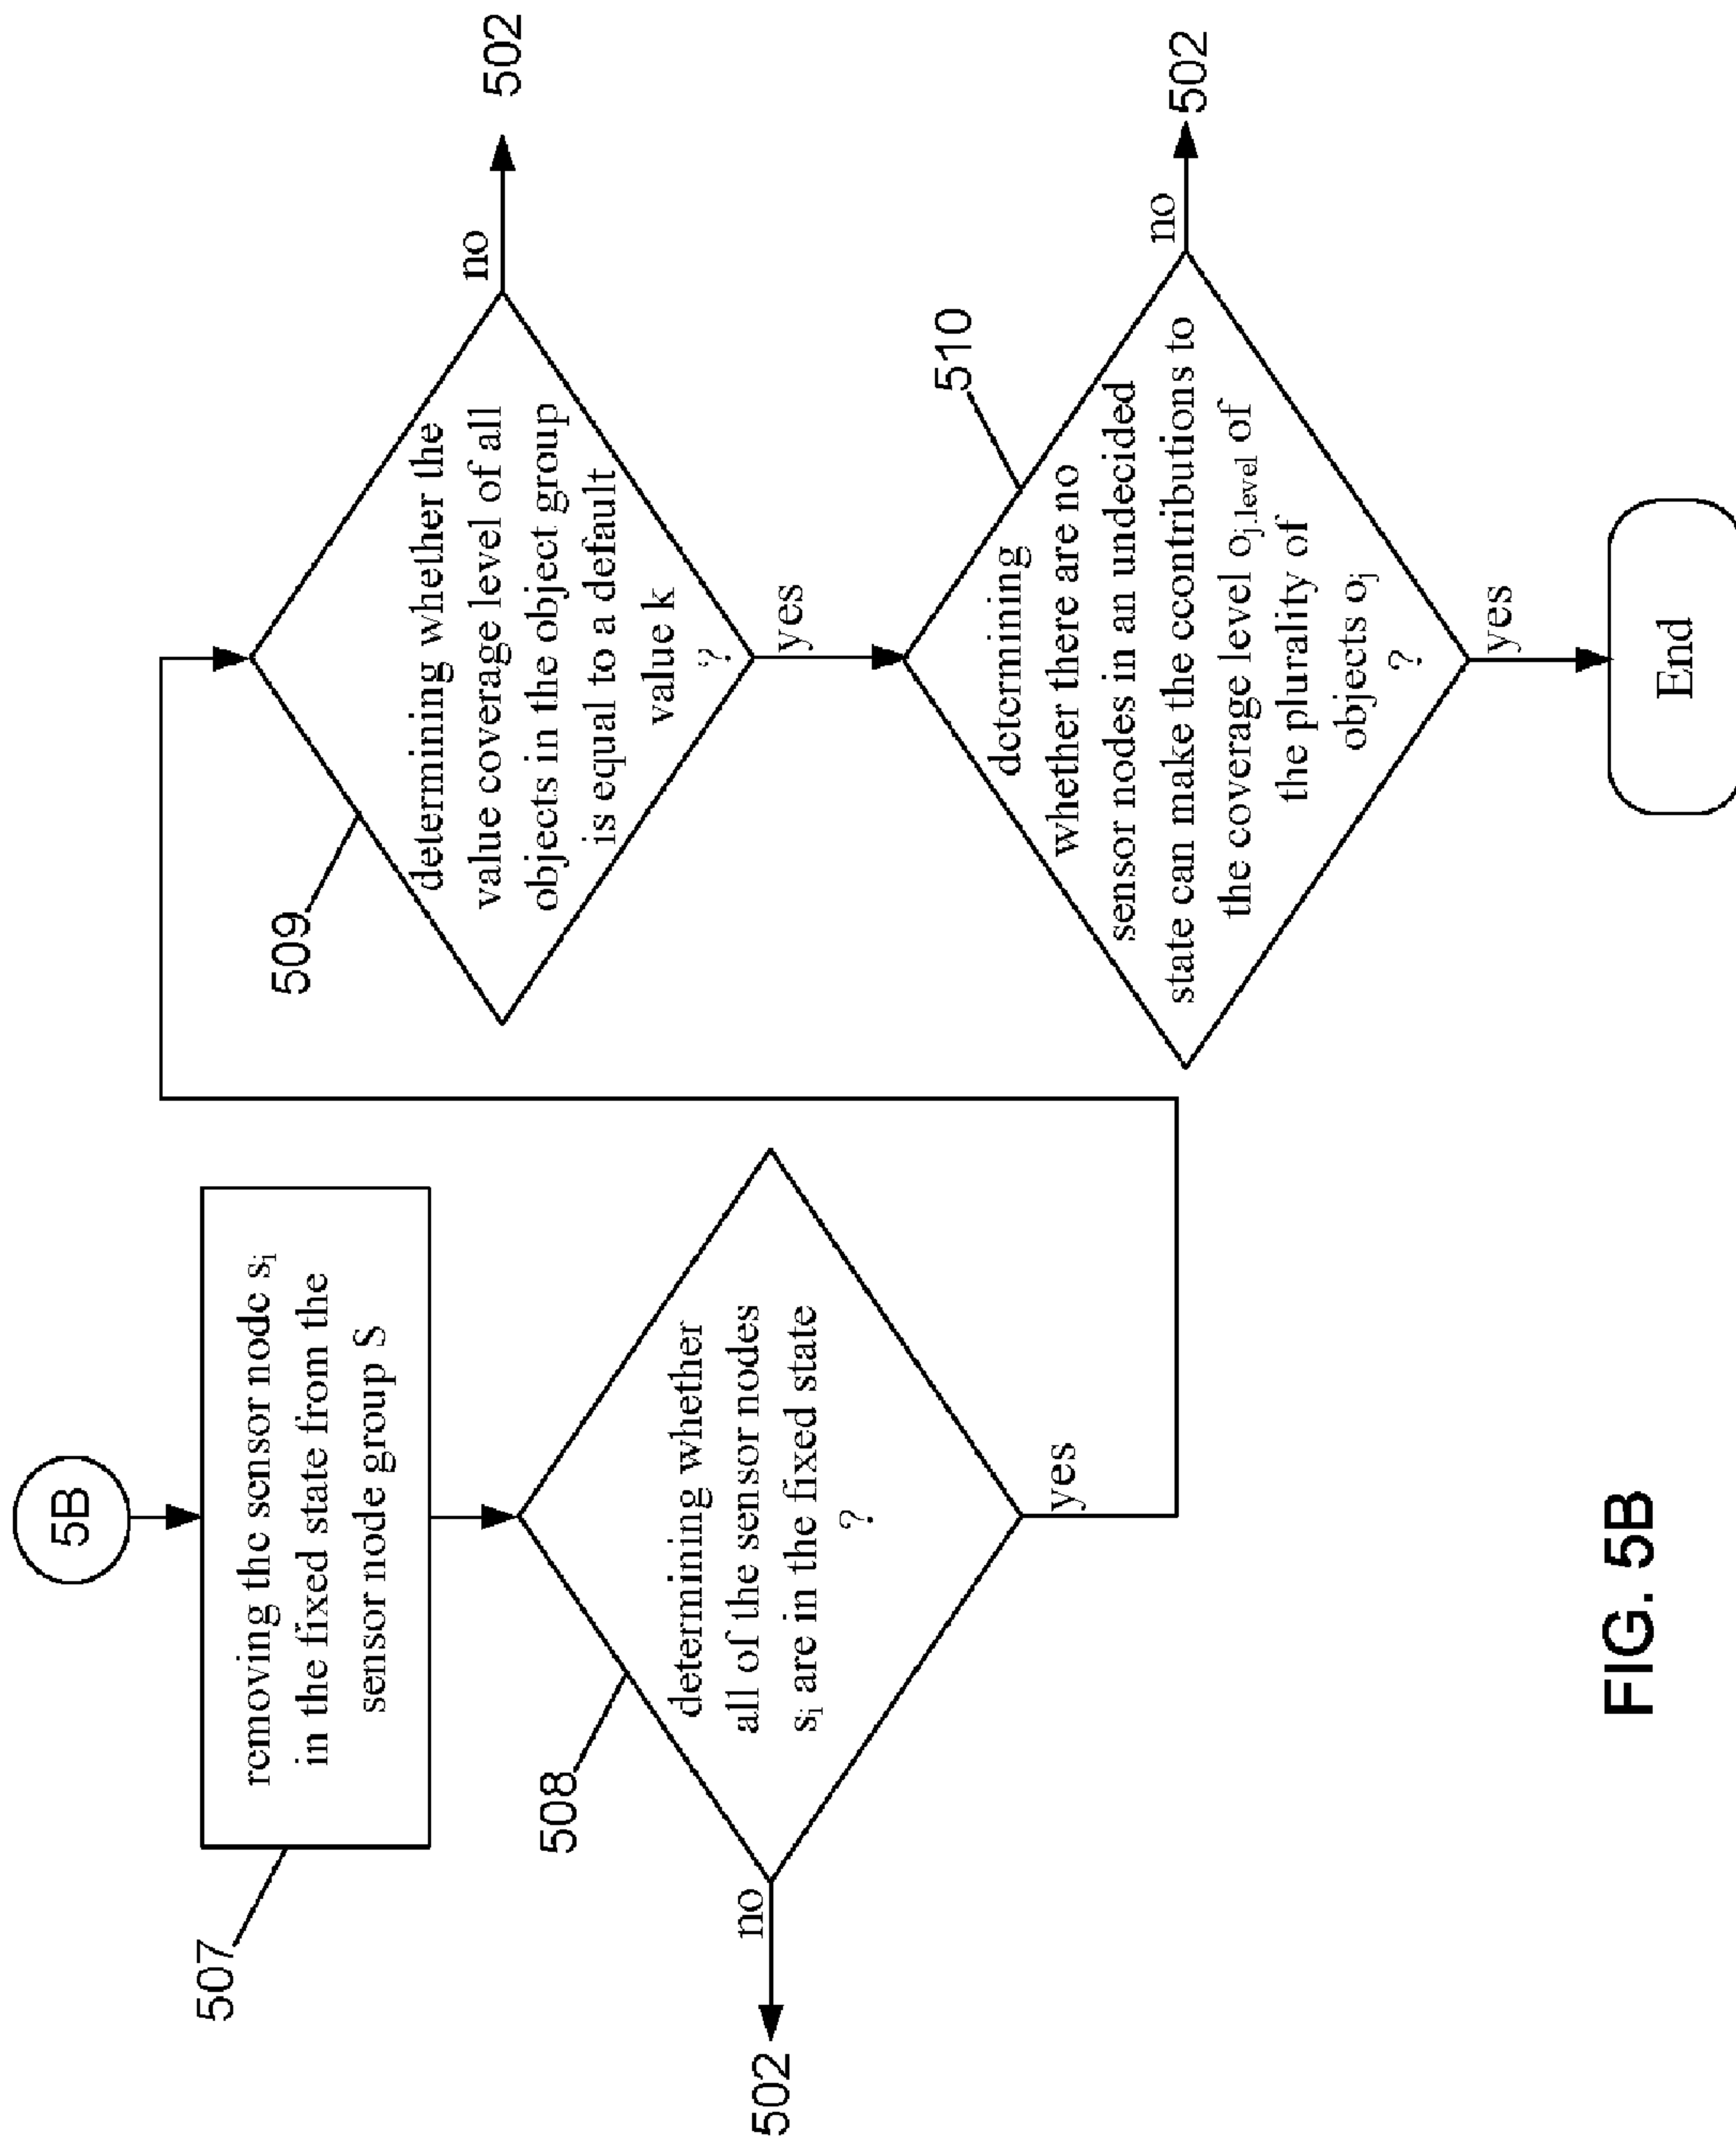 5B
507
removing the sensor node si
in the fixed state from the
sensor node group S
508
determining whether
all of the sensor nodes
si are in the fixed state
?
no
502
yes
509
determining whether the
value coverage level of all
objects in the object group
is equal to a default
value k
?
no
502
yes
510
determining
whether there are no
sensor nodes in an undecided
state can make the ccontributions to
the coverage level oj.level of
the plurality of
objects oj
?
no
502
yes
End
FIG. 5B